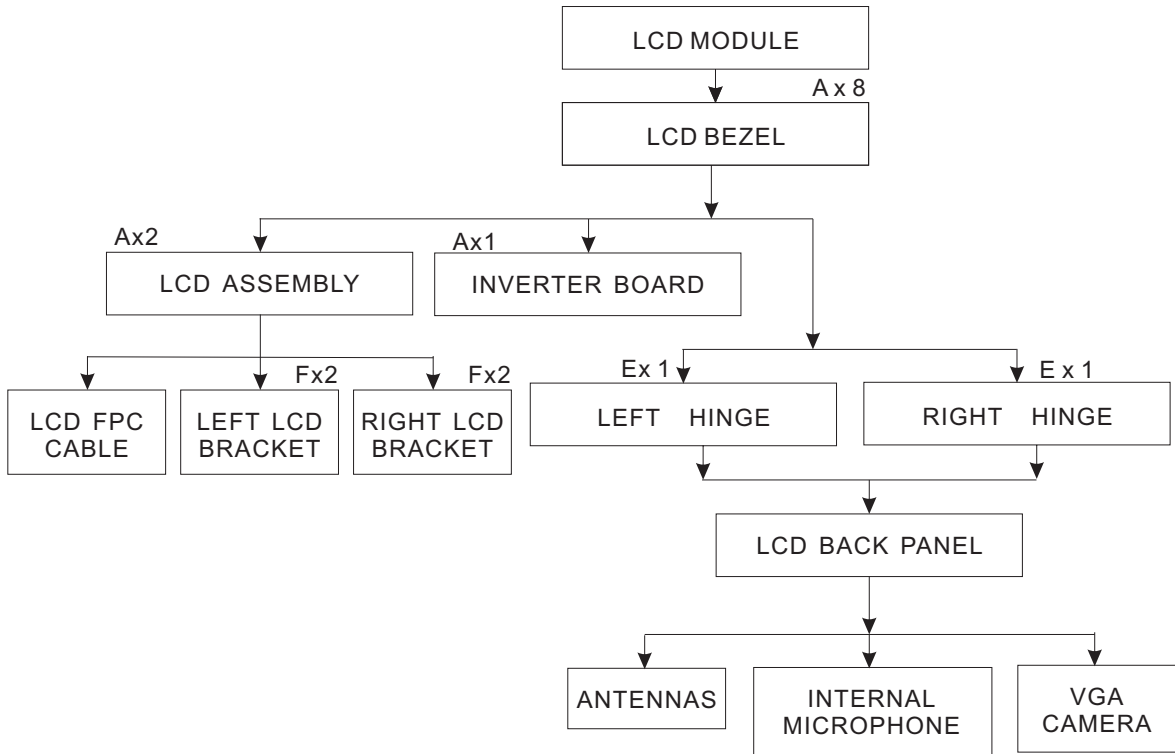 LCD MODULE
A x 8
LCD BEZEL
Ax2
LCD ASSEMBLY
Ax1
INVERTER BOARD
LCD FPC
CABLE
Fx2
LEFT LCD
BRACKET
Fx2
RIGHT LCD
BRACKET
Ex 1
LEFT HINGE
E x 1
RIGHT HINGE
LCD BACK PANEL
ANTENNAS
INTERNAL
MICROPHONE
VGA
CAMERA